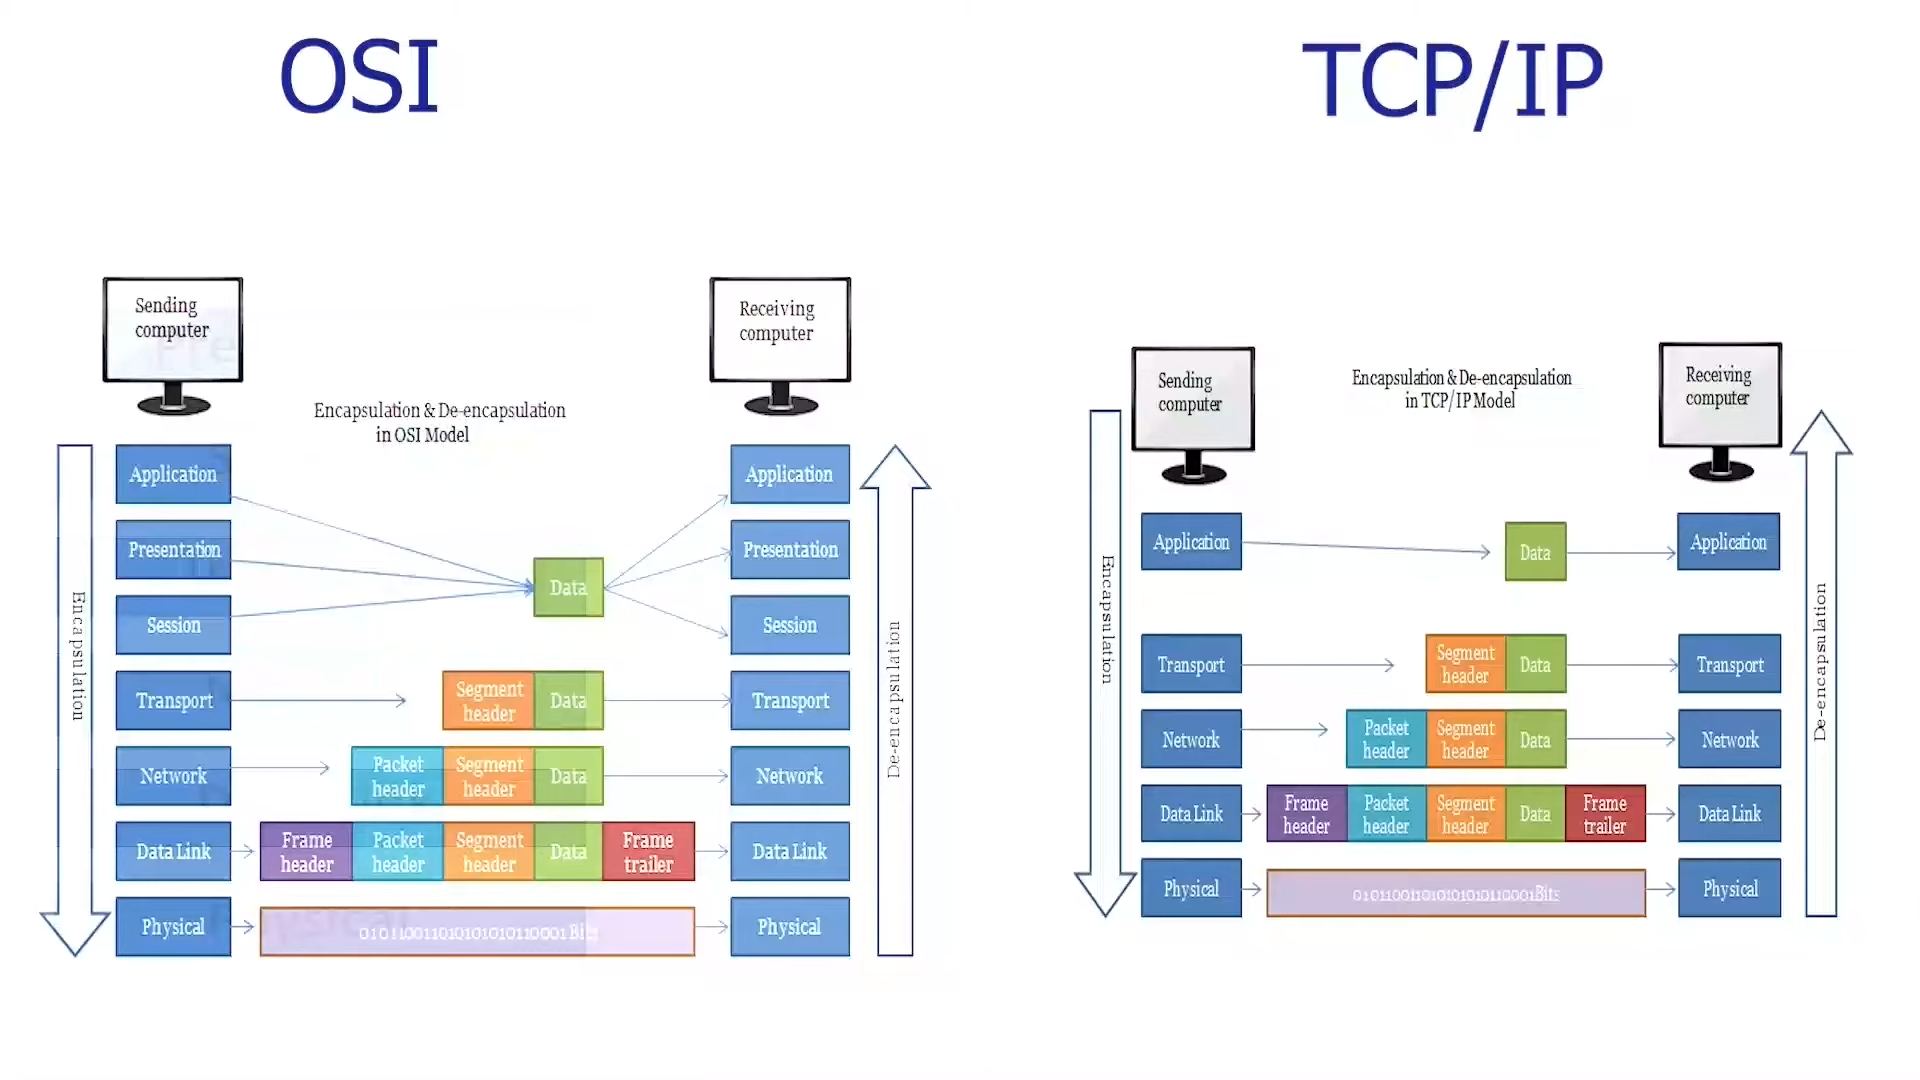 OSI
Sending
computer
Receiving
computer
Encapsulation & De-encapsulation
in OSI Model
Encapsulation
Application
Data
Application
Presentation
Presentation
Session
Session
Transport
Segment
header
Data
Transport
Network
Packet
header
Segment
header
Data
Network
Data Link
Frame
header
Packet
header
Segment
header
Data
Frame
trailer
Data Link
Physical
0101100110101010110001 Bits
Physical
De-encapsulation
TCP/IP
Sending
computer
Receiving
computer
Encapsulation & De-encapsulation
in TCP/IP Model
Encapsulation
Application
Data
Application
Transport
Segment
header
Data
Transport
Network
Packet
header
Segment
header
Data
Network
Data Link
Frame
header
Packet
header
Segment
header
Data
Frame
trailer
Data Link
Physical
0101100110101010110001Bits
Physical
De-encapsulation